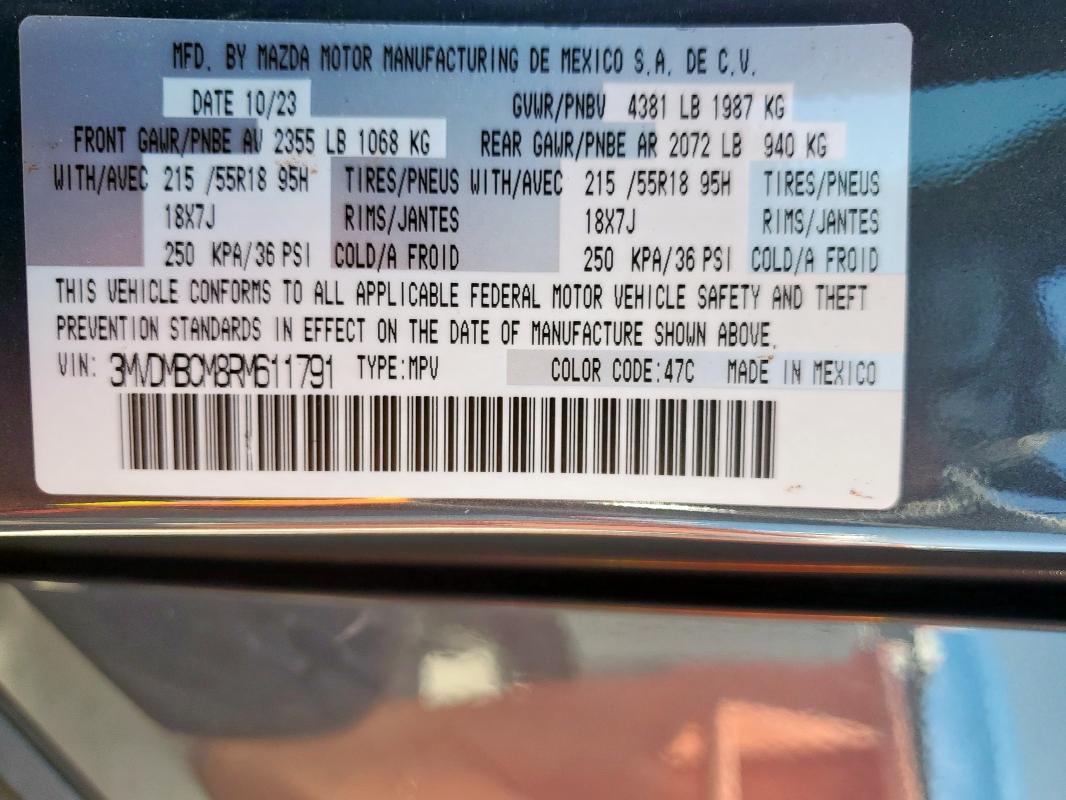 MFD. BY MAZDA MOTOR MANUFACTURING DE MEXICO S.A. DE C.V.
DATE 10/23 GVWR/PNBV 4381 LB 1987 KG
FRONT GAWR/PNBE AV 2355 LB 1068 KG REAR GAWR/PNBE AR 2072 LB 940 KG
WITH/AVEC 215 /55R18 95H TIRES/PNEUS WITH/AVEC 215 /55R18 95H TIRES/PNEUS
18X7J RIMS/JANTES 18X7J RIMS/JANTES
250 KPA/36 PSI COLD/A FROID 250 KPA/36 PSI COLD/A FROID
THIS VEHICLE CONFORMS TO ALL APPLICABLE FEDERAL MOTOR VEHICLE SAFETY AND THEFT
PREVENTION STANDARDS IN EFFECT ON THE DATE OF MANUFACTURE SHOWN ABOVE.
VIN: 3MVDMBCM8RM611791 TYPE:MPV COLOR CODE:47C MADE IN MEXICO